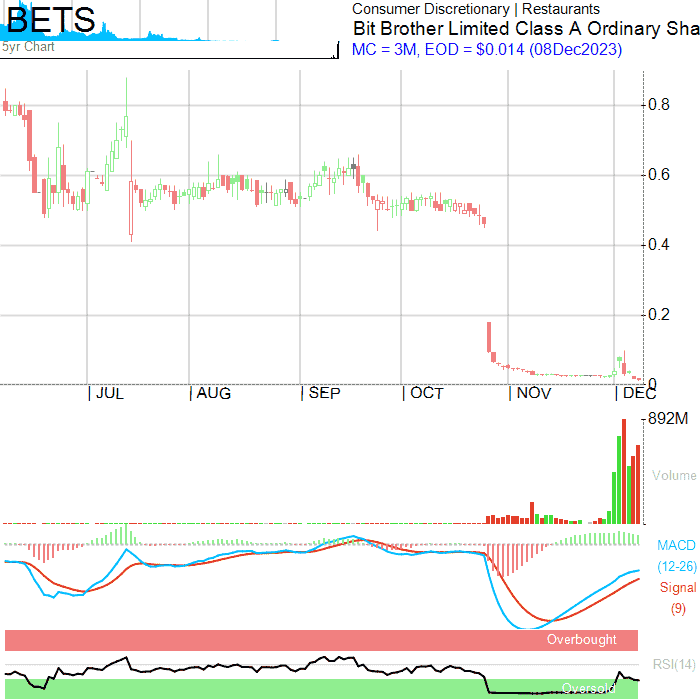 BETS
5yr Chart
Consumer Discretionary | Restaurants
Bit Brother Limited Class A Ordinary Sha
MC = 3M, EOD = $0.014 (08Dec2023)
0.8
0.6
0.4
0.2
0
JUL AUG SEP OCT NOV DEC
892M
Volume
MACD
(12-26)
Signal
(9)
Overbought
RSI(14)
Oversold